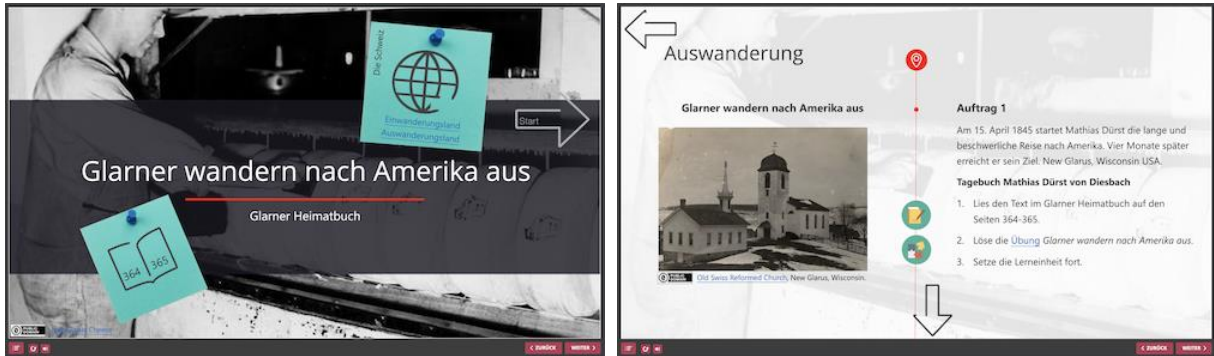 Die Schweiz
Einwanderungsland
Auswanderungsland
Start
Glarner wandern nach Amerika aus
Glarner Heimatbuch
364 365
PUBLIC DOMAIN
< ZURÜCK
WEITER >
Auswanderung
Glarner wandern nach Amerika aus
PUBLIC DOMAIN
Old Swiss Reformed Church, New Glarus, Wisconsin.
Auftrag 1
Am 15. April 1845 startet Mathias Dürst die lange und
beschwerliche Reise nach Amerika. Vier Monate später
erreicht er sein Ziel. New Glarus, Wisconsin USA.
Tagebuch Mathias Dürst von Diesbach
1. Lies den Text im Glarner Heimatbuch auf den
Seiten 364-365.
2. Löse die Übung Glarner wandern nach Amerika aus.
3. Setze die Lerneinheit fort.
< ZURÜCK
WEITER >